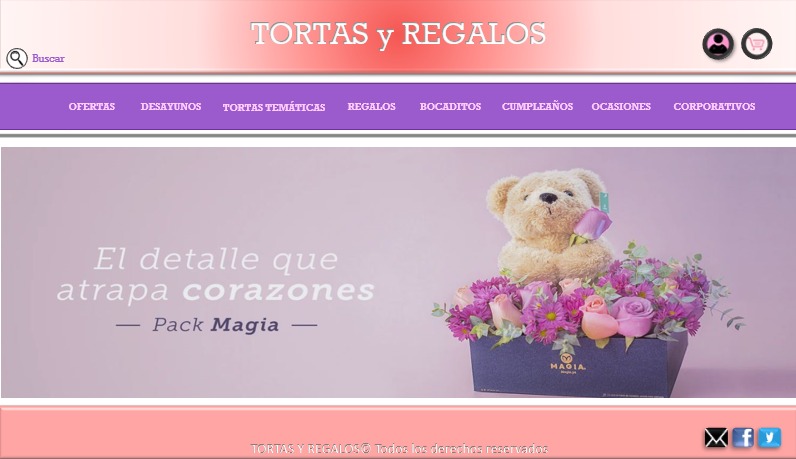 TORTAS y REGALOS
Buscar
OFERTAS DESAYUNOS TORTAS TEMÁTICAS REGALOS BOCADITOS CUMPLEAÑOS OCASIONES CORPORATIVOS
El detalle que
atrapa corazones
— Pack Magia —
MAGIA
TORTAS Y REGALOS© Todos los derechos reservados